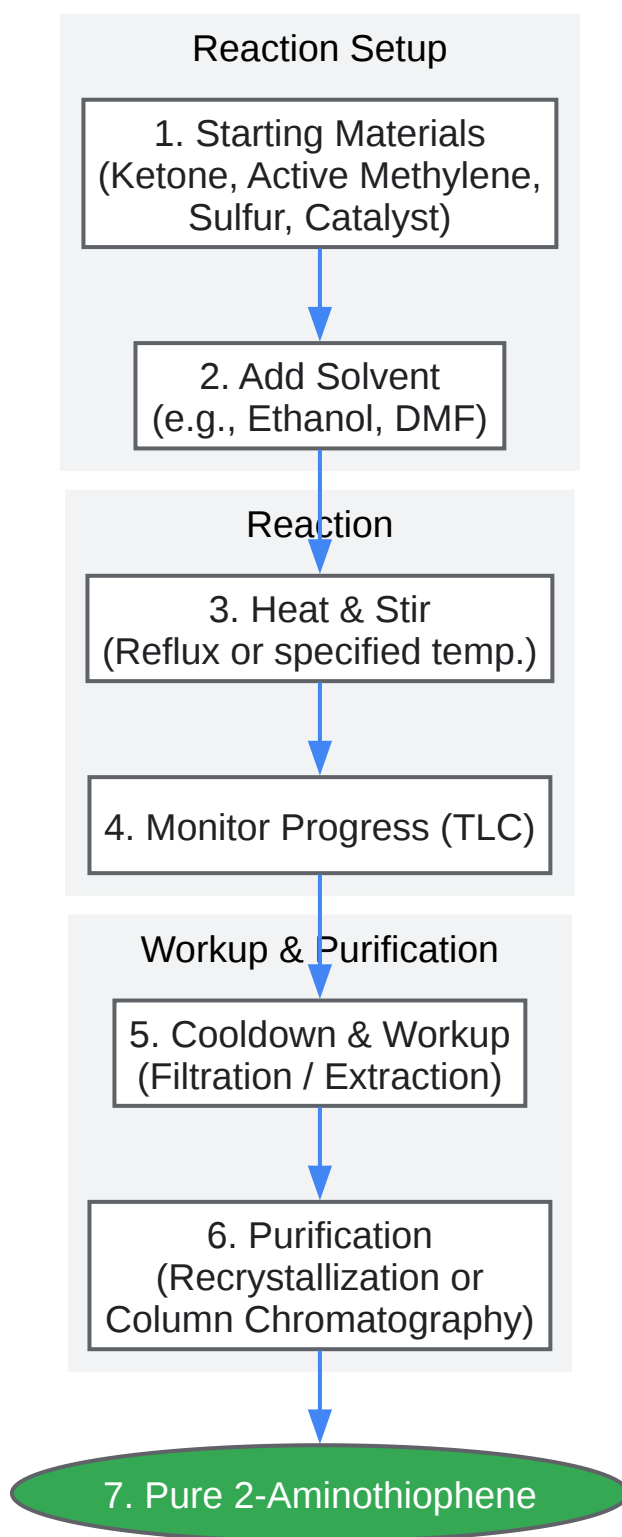 Reaction Setup
1. Starting Materials
(Ketone, Active Methylene,
Sulfur, Catalyst)
2. Add Solvent
(e.g., Ethanol, DMF)
Reaction
3. Heat & Stir
(Reflux or specified temp.)
4. Monitor Progress (TLC)
Workup & Purification
5. Cooldown & Workup
(Filtration / Extraction)
6. Purification
(Recrystallization or
Column Chromatography)
7. Pure 2-Aminothiophene